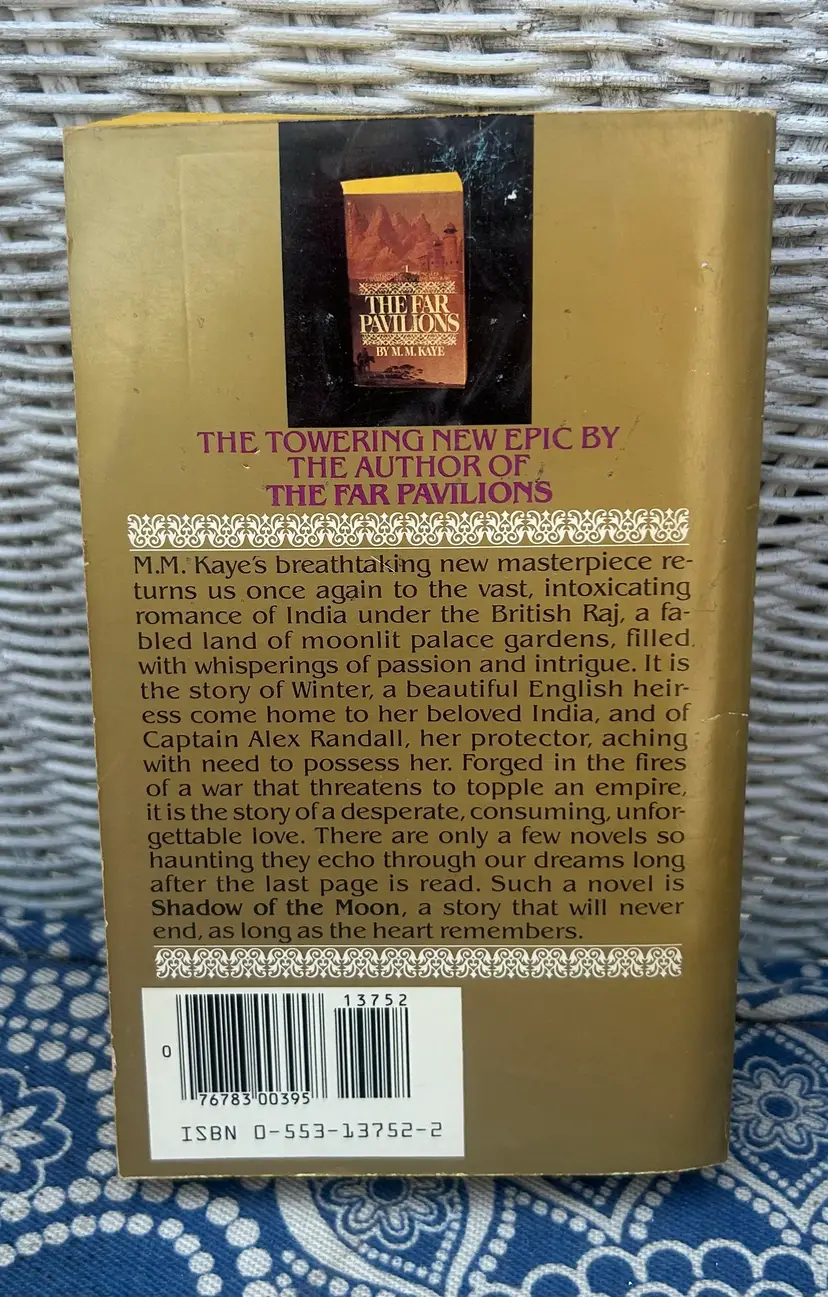 THE FAR
PAVILIONS
BY M. M. KAYE
THE TOWERING NEW EPIC BY
THE AUTHOR OF
THE FAR PAVILIONS
M.M. Kaye's breathtaking new masterpiece re-
turns us once again to the vast, intoxicating
romance of India under the British Raj, a fa-
bled land of moonlit palace gardens, filled
with whisperings of passion and intrigue. It is
the story of Winter, a beautiful English heir-
ess come home to her beloved India, and of
Captain Alex Randall, her protector, aching
with need to possess her. Forged in the fires
of a war that threatens to topple an empire,
it is the story of a desperate, consuming, unfor-
gettable love. There are only a few novels so
haunting they echo through our dreams long
after the last page is read. Such a novel is
Shadow of the Moon, a story that will never
end, as long as the heart remembers.
13752
0
76783 00395
ISBN 0-553-13752-2